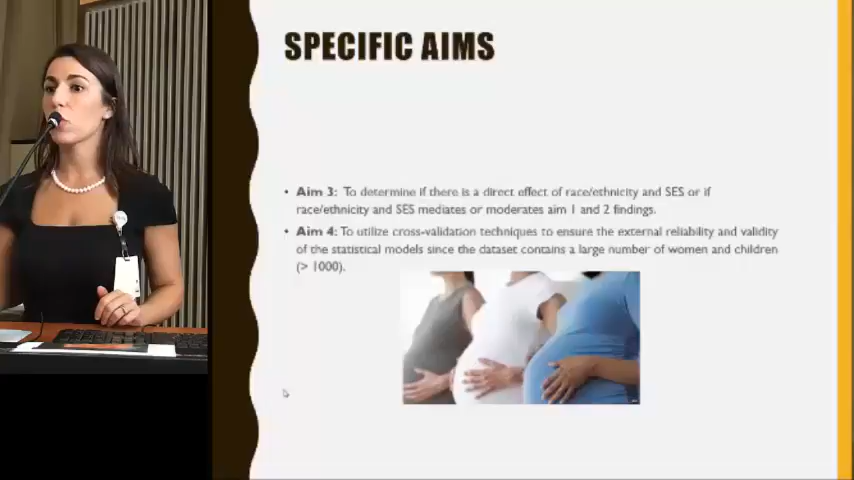 SPECIFIC AIMS
• Aim 3: To determine if there is a direct effect of race/ethnicity and SES or if
race/ethnicity and SES mediates or moderates aim 1 and 2 findings.
• Aim 4: To utilize cross-validation techniques to ensure the external reliability and validity
of the statistical models since the dataset contains a large number of women and children
(> 1000).